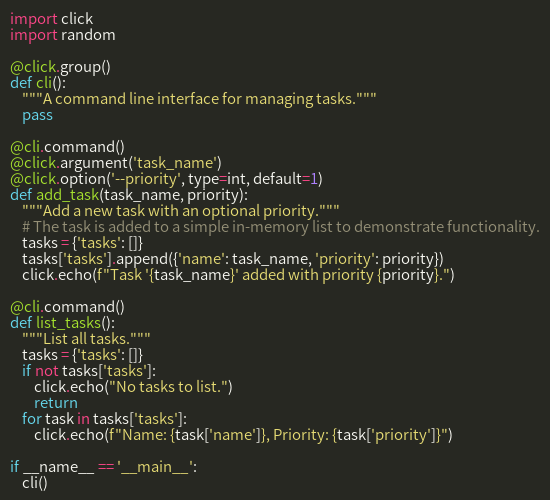 import click
import random

@click.group()
def cli():
    """A command line interface for managing tasks."""
    pass

@cli.command()
@click.argument('task_name')
@click.option('--priority', type=int, default=1)
def add_task(task_name, priority):
    """Add a new task with an optional priority."""
    # The task is added to a simple in-memory list to demonstrate functionality.
    tasks = {'tasks': []}
    tasks['tasks'].append({'name': task_name, 'priority': priority})
    click.echo(f"Task '{task_name}' added with priority {priority}.")

@cli.command()
def list_tasks():
    """List all tasks."""
    tasks = {'tasks': []}
    if not tasks['tasks']:
        click.echo("No tasks to list.")
        return
    for task in tasks['tasks']:
        click.echo(f"Name: {task['name']}, Priority: {task['priority']}")

if __name__ == '__main__':
    cli()